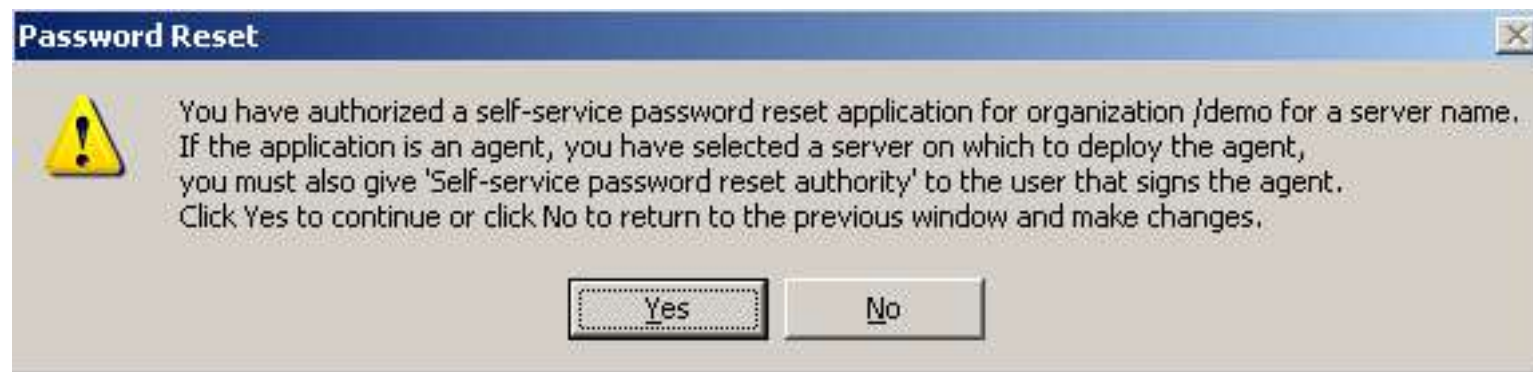 Password Reset
You have authorized a self-service password reset application for organization /demo for a server name.
If the application is an agent, you have selected a server on which to deploy the agent,
you must also give 'Self-service password reset authority' to the user that signs the agent.
Click Yes to continue or click No to return to the previous window and make changes.
Yes No